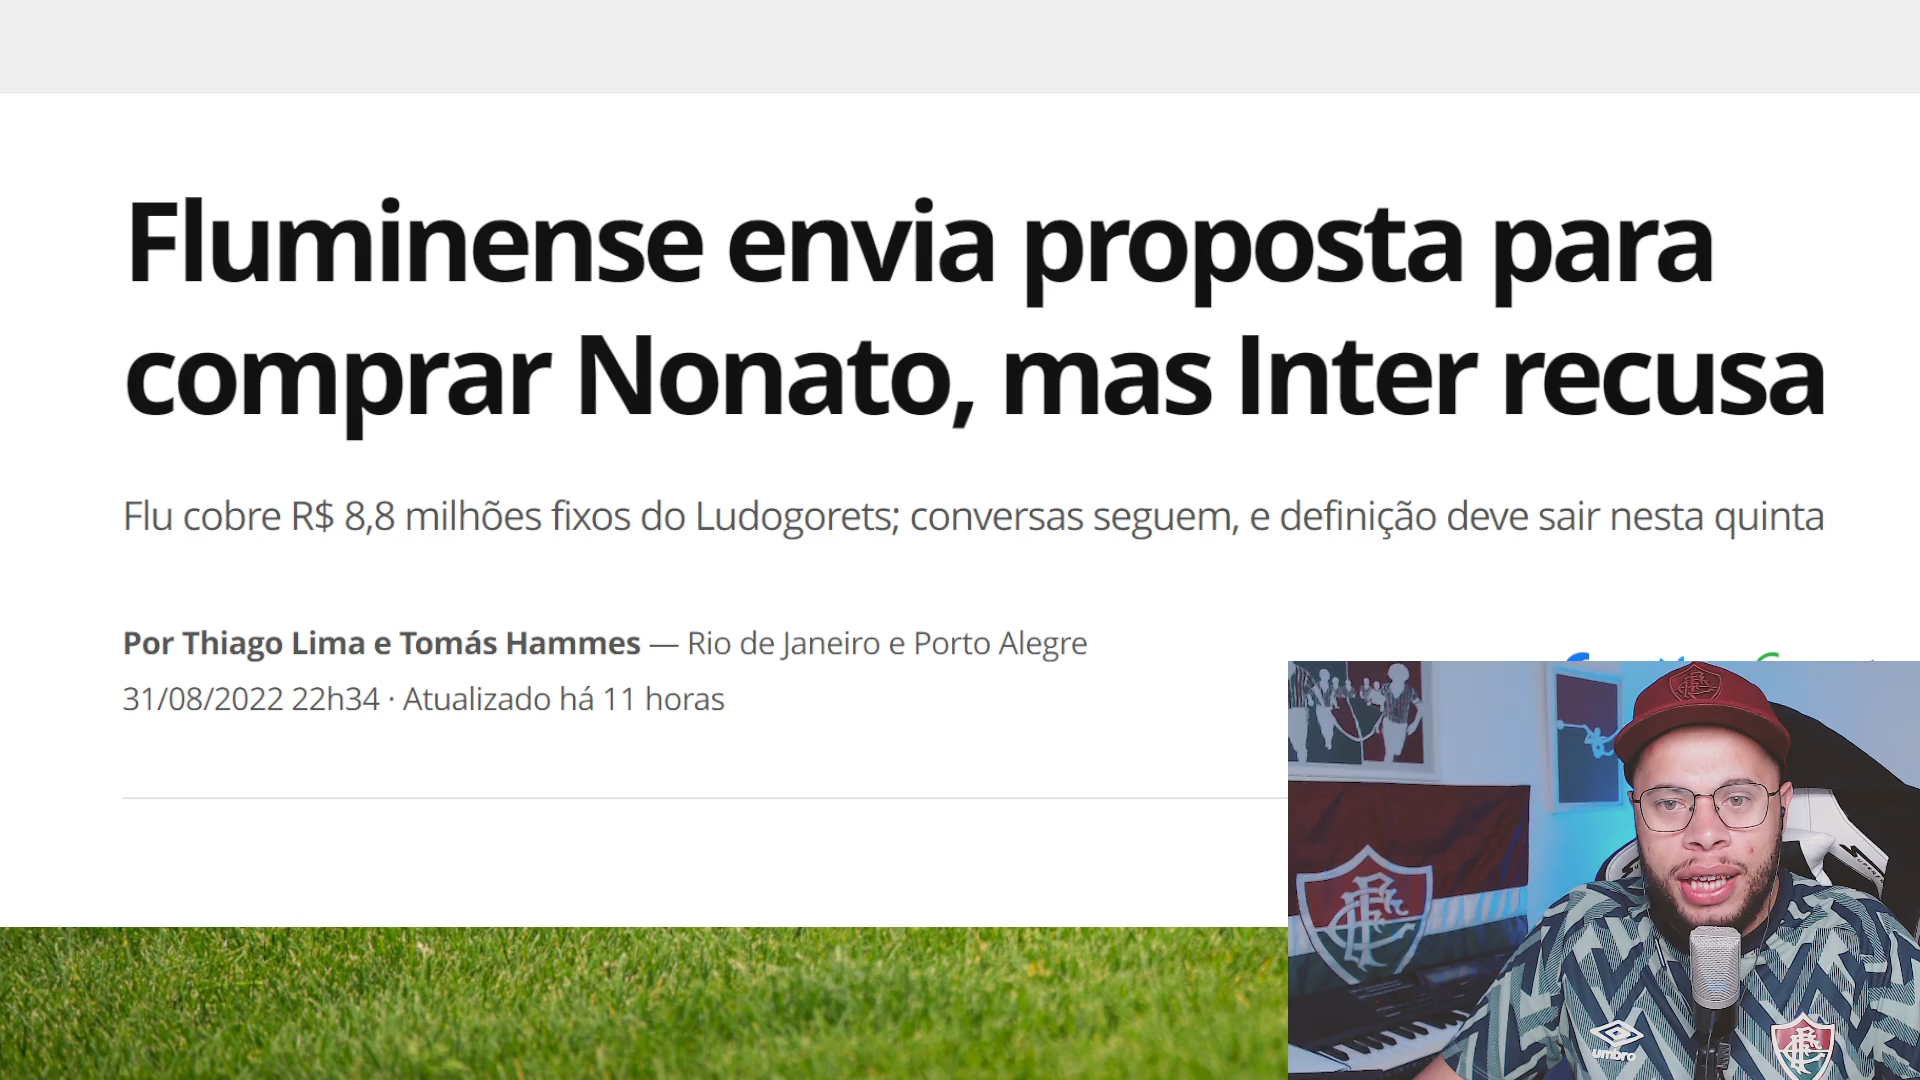 Fluminense envia proposta para
comprar Nonato, mas Inter recusa
Flu cobre R$ 8,8 milhões fixos do Ludogorets; conversas seguem, e definição deve sair nesta quinta
Por Thiago Lima e Tomás Hammes — Rio de Janeiro e Porto Alegre
31/08/2022 22h34 · Atualizado há 11 horas
umbro